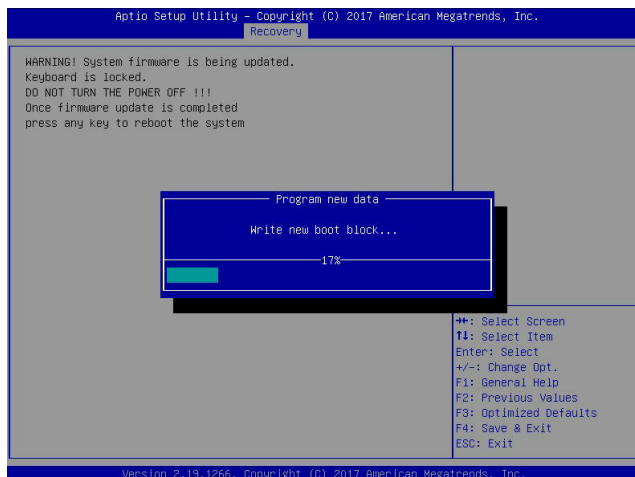 Aptio Setup Utility – Copyright (C) 2017 American Megatrends, Inc.
Recovery
WARNING! System firmware is being updated.
Keyboard is locked.
DO NOT TURN THE POWER OFF !!!
Once firmware update is completed
press any key to reboot the system
Program new data
Write new boot block...
17%
→←: Select Screen
↑↓: Select Item
Enter: Select
+/-: Change Opt.
F1: General Help
F2: Previous Values
F3: Optimized Defaults
F4: Save & Exit
ESC: Exit
Version 2.19.1266. Copyright (C) 2017 American Megatrends, Inc.